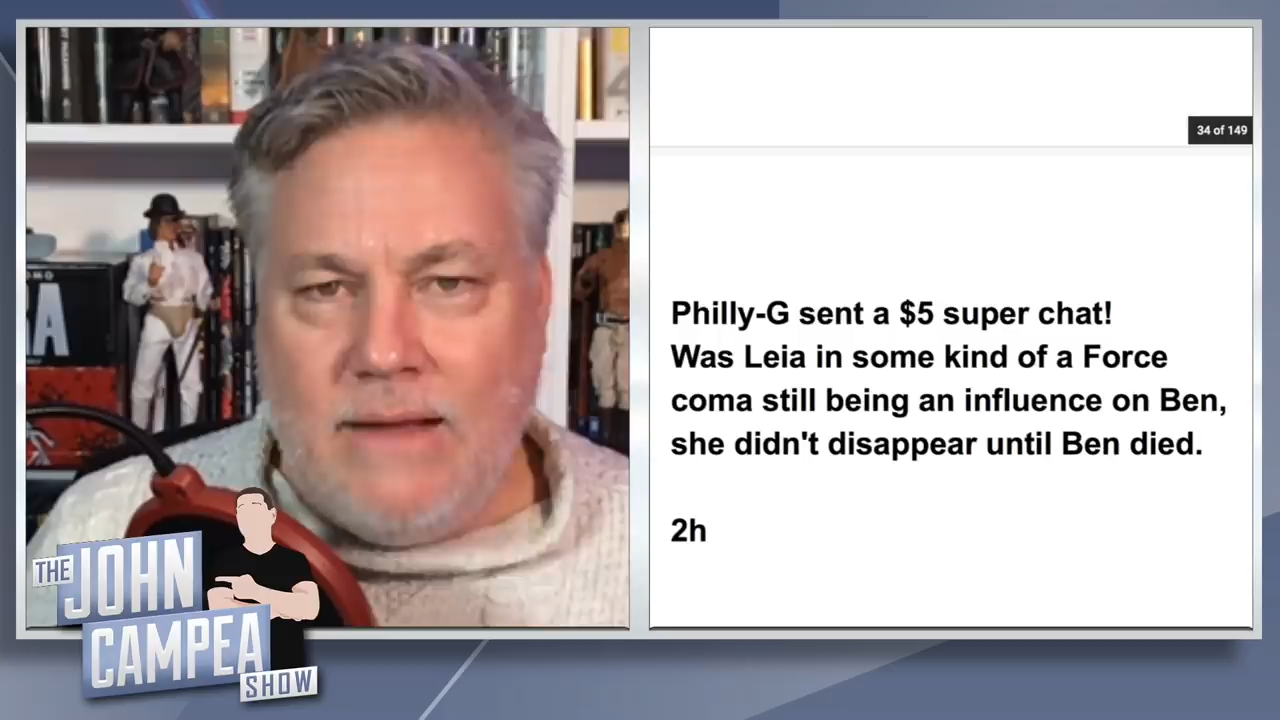 34 of 149
Philly-G sent a $5 super chat!
Was Leia in some kind of a Force
coma still being an influence on Ben,
she didn't disappear until Ben died.
2h
THE
JOHN
CAMPEA
SHOW